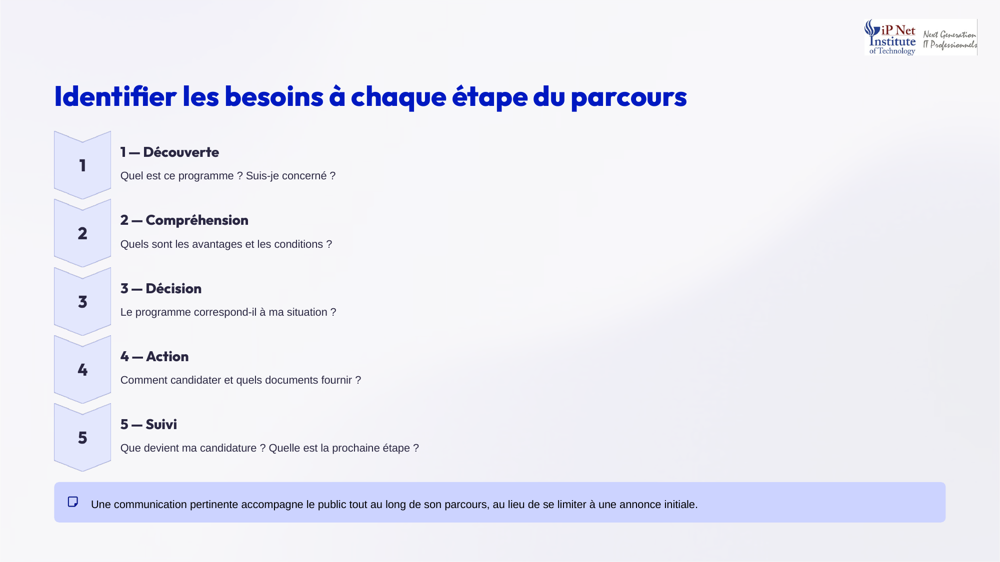 iP Net
Institute
of Technology
Next Generation
IT Professionnels
Identifier les besoins à chaque étape du parcours
1
1 — Découverte
Quel est ce programme ? Suis-je concerné ?
2
2 — Compréhension
Quels sont les avantages et les conditions ?
3
3 — Décision
Le programme correspond-il à ma situation ?
4
4 — Action
Comment candidater et quels documents fournir ?
5
5 — Suivi
Que devient ma candidature ? Quelle est la prochaine étape ?
Une communication pertinente accompagne le public tout au long de son parcours, au lieu de se limiter à une annonce initiale.